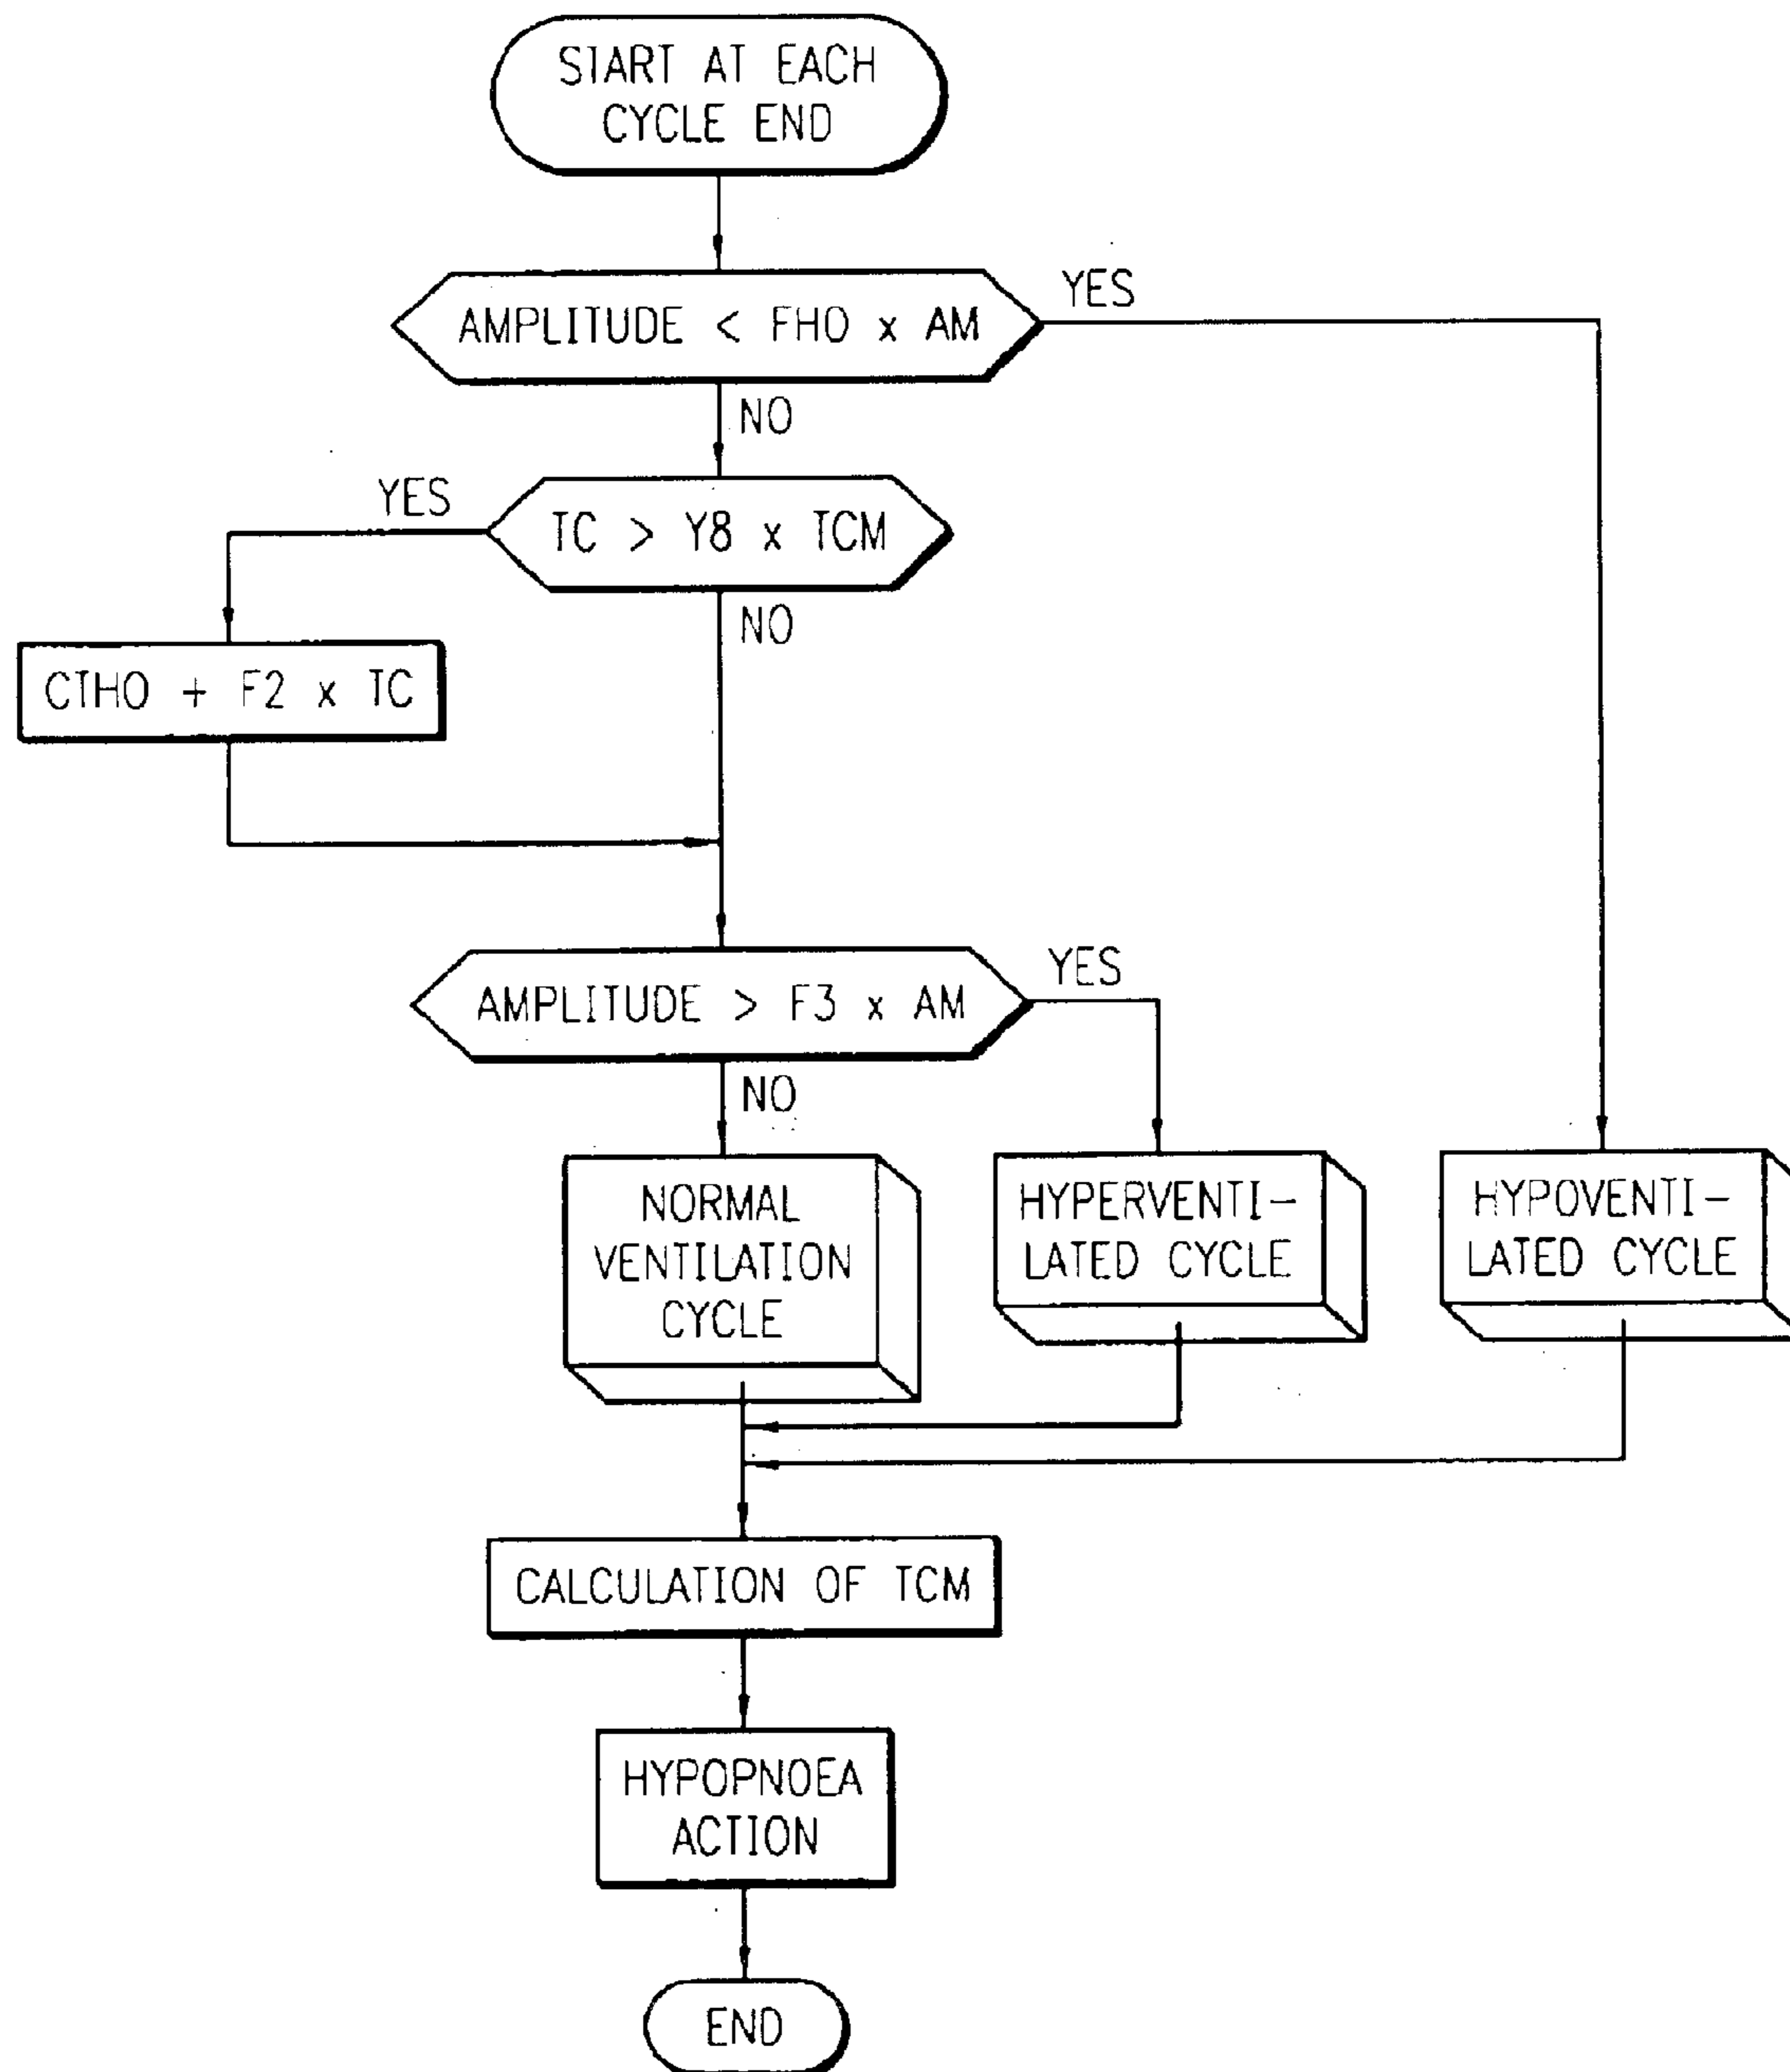 START AT EACH
CYCLE END
AMPLITUDE < FHO x AM
YES
NO
YES
TC > Y8 x TCM
NO
CTHO + F2 x TC
AMPLITUDE > F3 x AM
YES
NO
NORMAL
VENTILATION
CYCLE
HYPERVENTI-
LATED CYCLE
HYPOVENTI-
LATED CYCLE
CALCULATION OF TCM
HYPOPNOEA
ACTION
END